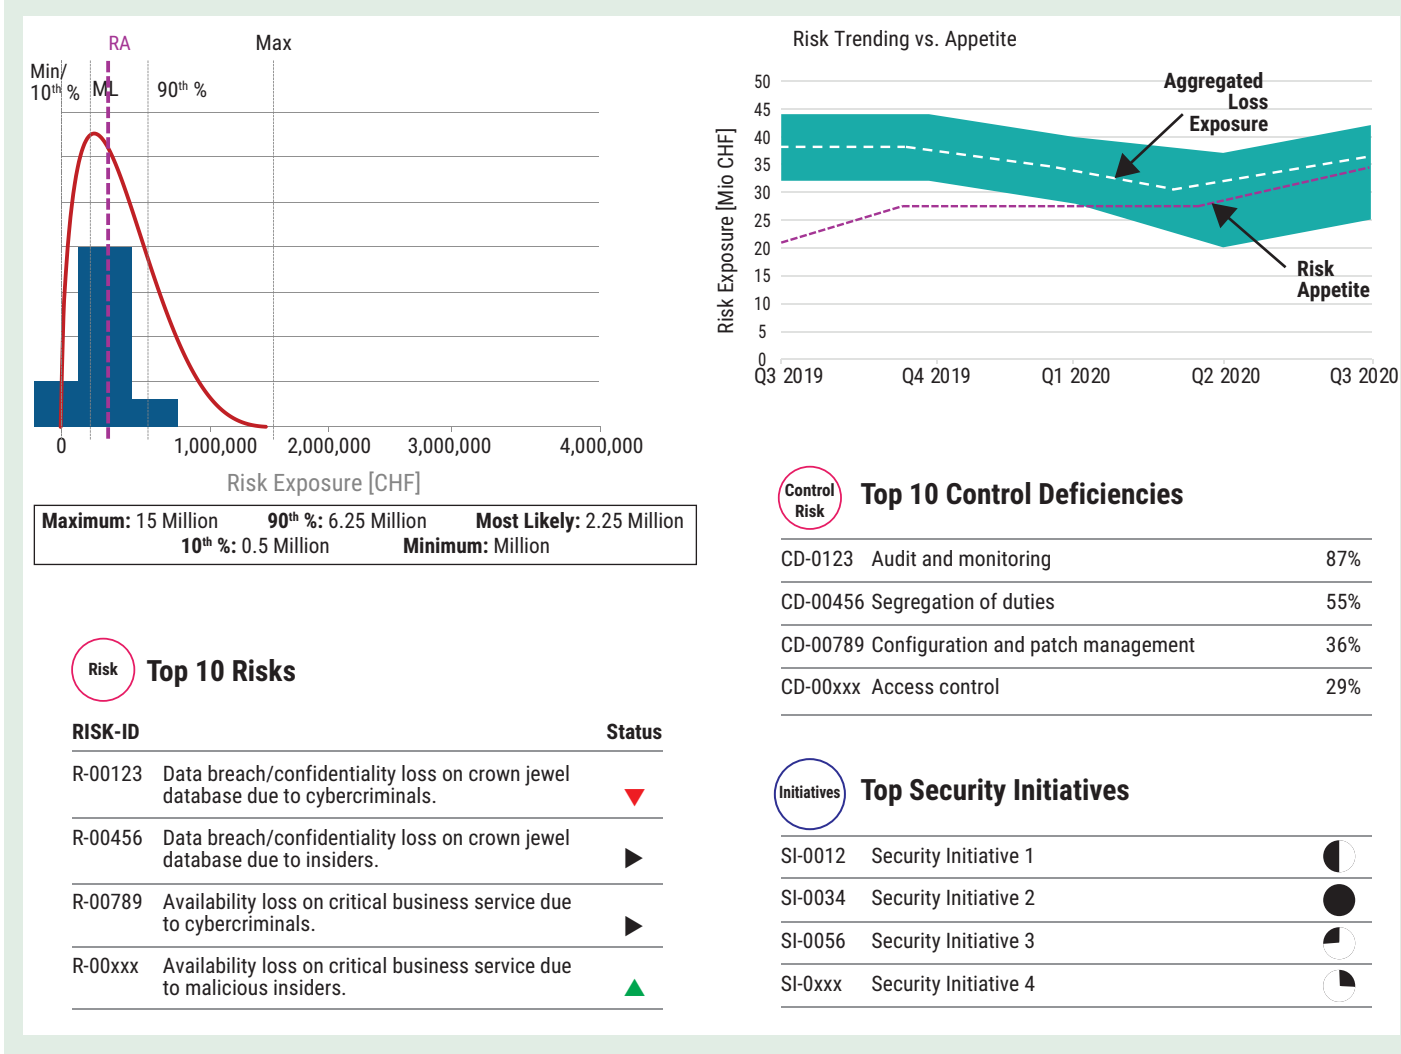 RA
Max
Min/
10th %
ML
90th %
0
1,000,000
2,000,000
3,000,000
4,000,000
Risk Exposure [CHF]
Maximum: 15 Million 90th %: 6.25 Million Most Likely: 2.25 Million
10th %: 0.5 Million Minimum: Million
Risk Trending vs. Appetite
Risk Exposure [Mio CHF]
50
45
40
35
30
25
20
15
10
5
0
Q3 2019
Q4 2019
Q1 2020
Q2 2020
Q3 2020
Aggregated
Loss
Exposure
Risk
Appetite
Risk
Top 10 Risks
RISK-ID Status
R-00123 Data breach/confidentiality loss on crown jewel
database due to cybercriminals.
R-00456 Data breach/confidentiality loss on crown jewel
database due to insiders.
R-00789 Availability loss on critical business service due
to cybercriminals.
R-00xxx Availability loss on critical business service due
to malicious insiders.
Control
Risk
Top 10 Control Deficiencies
CD-0123 Audit and monitoring 87%
CD-00456 Segregation of duties 55%
CD-00789 Configuration and patch management 36%
CD-00xxx Access control 29%
Initiatives
Top Security Initiatives
SI-0012 Security Initiative 1
SI-0034 Security Initiative 2
SI-0056 Security Initiative 3
SI-0xxx Security Initiative 4